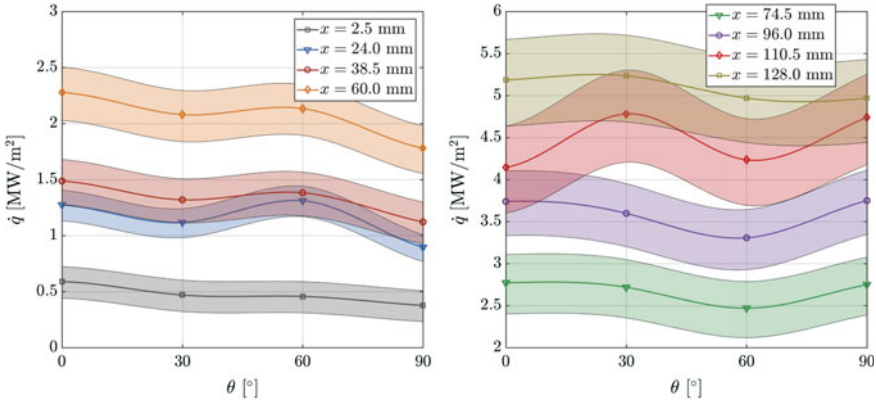 3
2.5
2
1.5
1
0.5
0
q̇ [MW/m²]
0 30 60 90
θ [°]
x = 2.5 mm
x = 24.0 mm
x = 38.5 mm
x = 60.0 mm
6
5.5
5
4.5
4
3.5
3
2.5
2
q̇ [MW/m²]
0 30 60 90
θ [°]
x = 74.5 mm
x = 96.0 mm
x = 110.5 mm
x = 128.0 mm